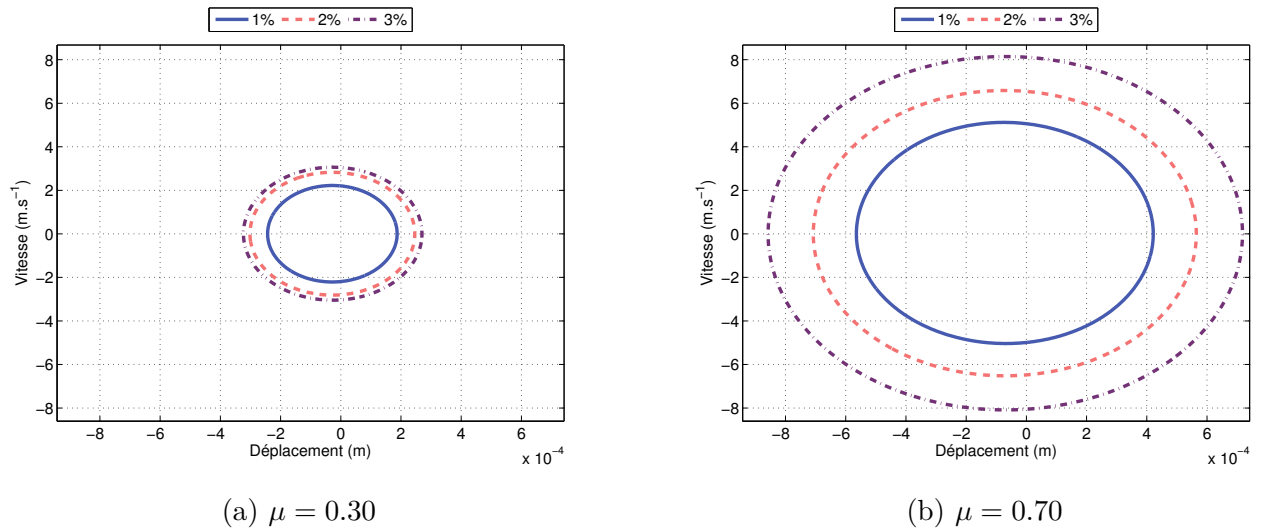 1% 2% 3%
8
6
4
2
0
−2
−4
−6
−8
Vitesse (m.s⁻¹)
−8 −6 −4 −2 0 2 4 6
Déplacement (m)
x 10⁻⁴
(a) μ = 0.30
1% 2% 3%
8
6
4
2
0
−2
−4
−6
−8
Vitesse (m.s⁻¹)
−8 −6 −4 −2 0 2 4 6
Déplacement (m)
x 10⁻⁴
(b) μ = 0.70